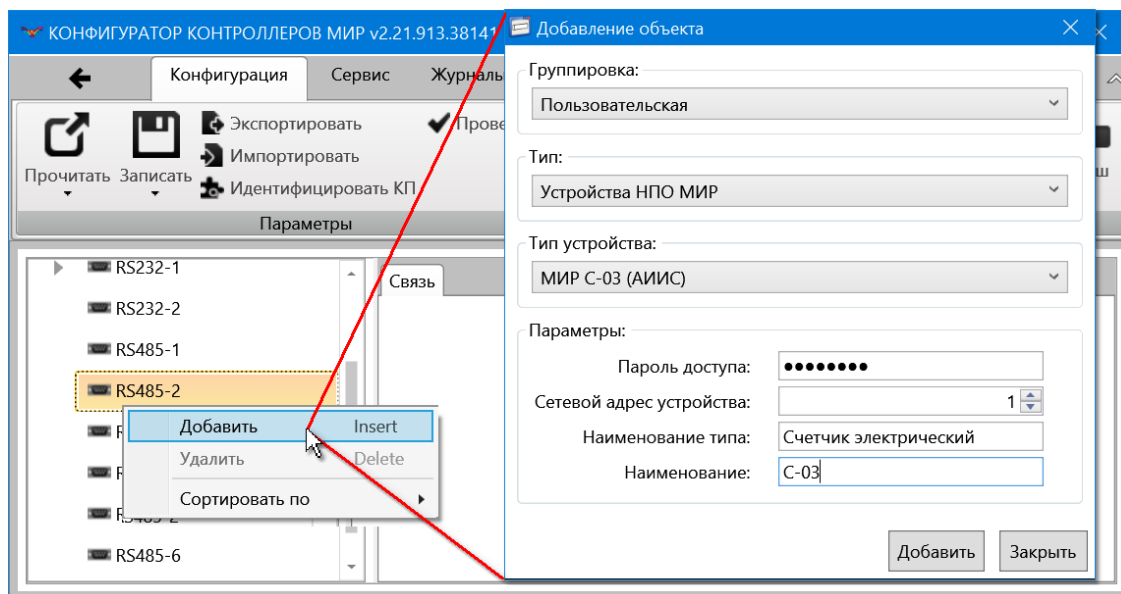 КОНФИГУРАТОР КОНТРОЛЛЕРОВ МИР v2.21.913.38141
Конфигурация Сервис Журналы
Прочитать
Записать
Экспортировать
Импортировать
Идентифицировать КП
Прове
Параметры
ш
RS232-1
RS232-2
RS485-1
RS485-2
R
R
RS485-2
RS485-6
Связь
Добавить Insert
Удалить Delete
Сортировать по
Добавление объекта
Группировка:
Пользовательская
Тип:
Устройства НПО МИР
Тип устройства:
МИР С-03 (АИИС)
Параметры:
Пароль доступа: ●●●●●●●●
Сетевой адрес устройства: 1
Наименование типа: Счетчик электрический
Наименование: С-03
Добавить Закрыть